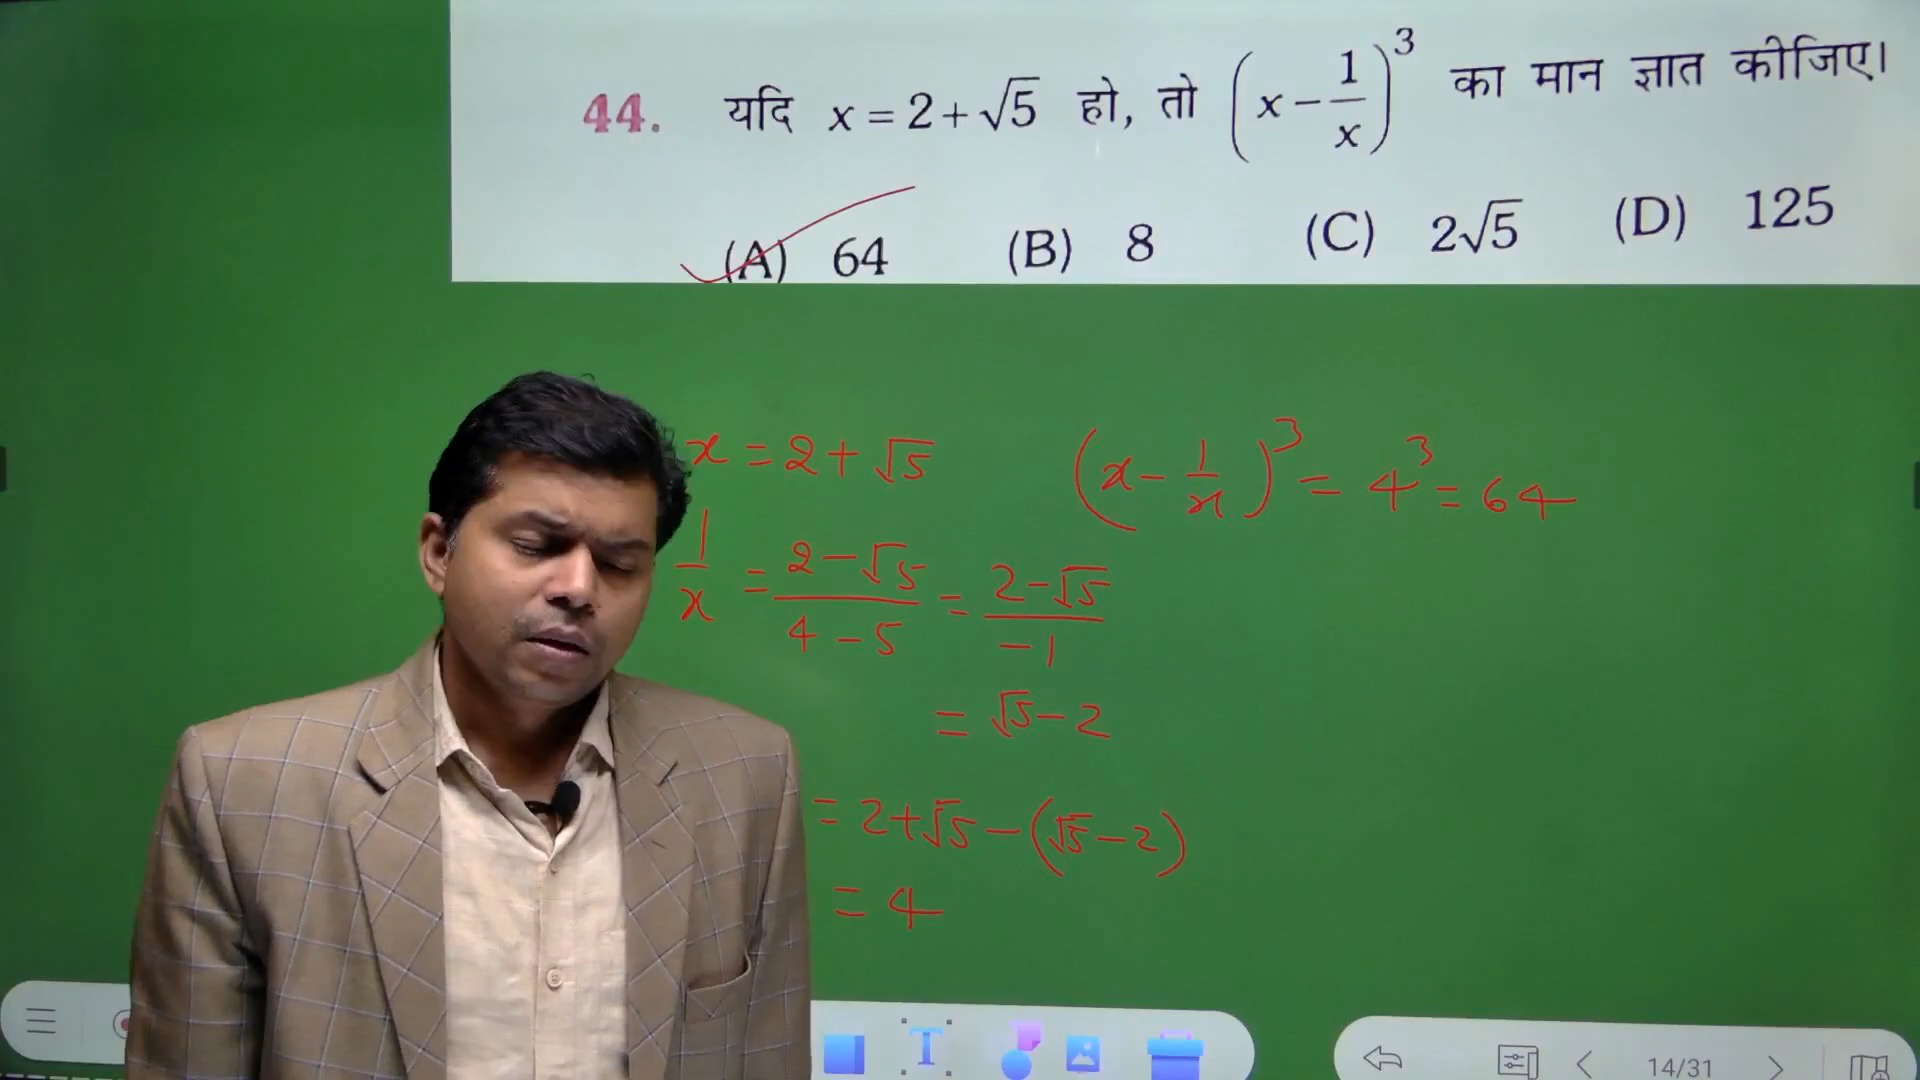 44. यदि x = 2 + √5 हो, तो (x - 1/x)³ का मान ज्ञात कीजिए।
(A) 64 (B) 8 (C) 2√5 (D) 125
x = 2 + √5
1/x = (2 - √5)/(4 - 5) = (2 - √5)/(-1)
= √5 - 2
= 2 + √5 - (√5 - 2)
= 4
(x - 1/x)³ = 4³ = 64
T
14/31